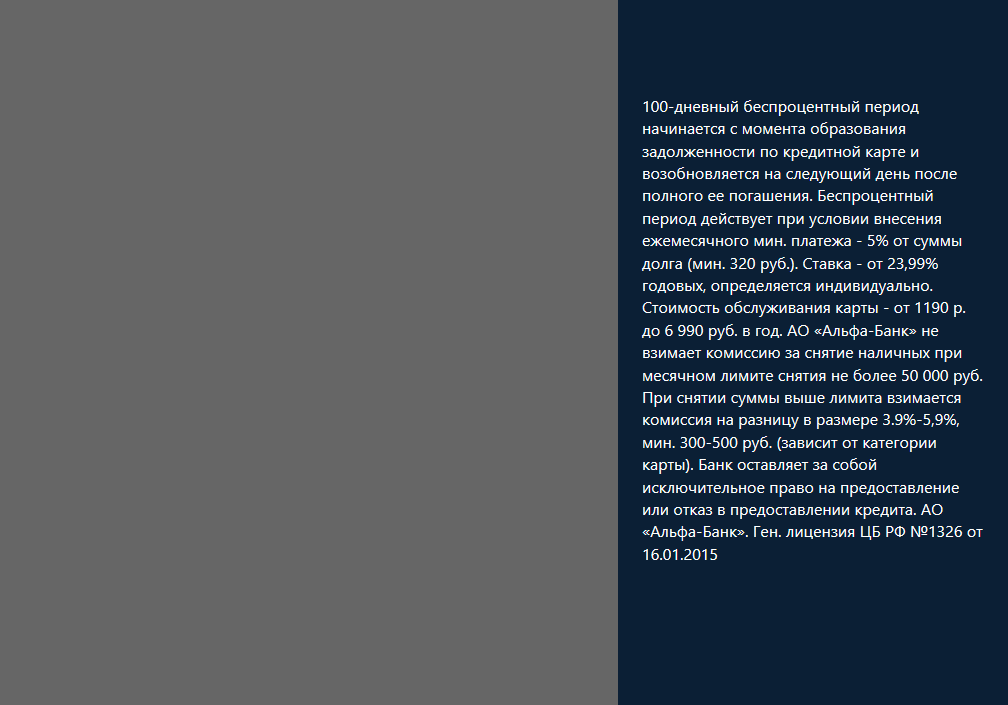 100-дневный беспроцентный период
начинается с момента образования
задолженности по кредитной карте и
возобновляется на следующий день после
полного ее погашения. Беспроцентный
период действует при условии внесения
ежемесячного мин. платежа - 5% от суммы
долга (мин. 320 руб.). Ставка - от 23,99%
годовых, определяется индивидуально.
Стоимость обслуживания карты - от 1190 р.
до 6 990 руб. в год. АО «Альфа-Банк» не
взимает комиссию за снятие наличных при
месячном лимите снятия не более 50 000 руб.
При снятии суммы выше лимита взимается
комиссия на разницу в размере 3.9%-5,9%,
мин. 300-500 руб. (зависит от категории
карты). Банк оставляет за собой
исключительное право на предоставление
или отказ в предоставлении кредита. АО
«Альфа-Банк». Ген. лицензия ЦБ РФ №1326 от
16.01.2015